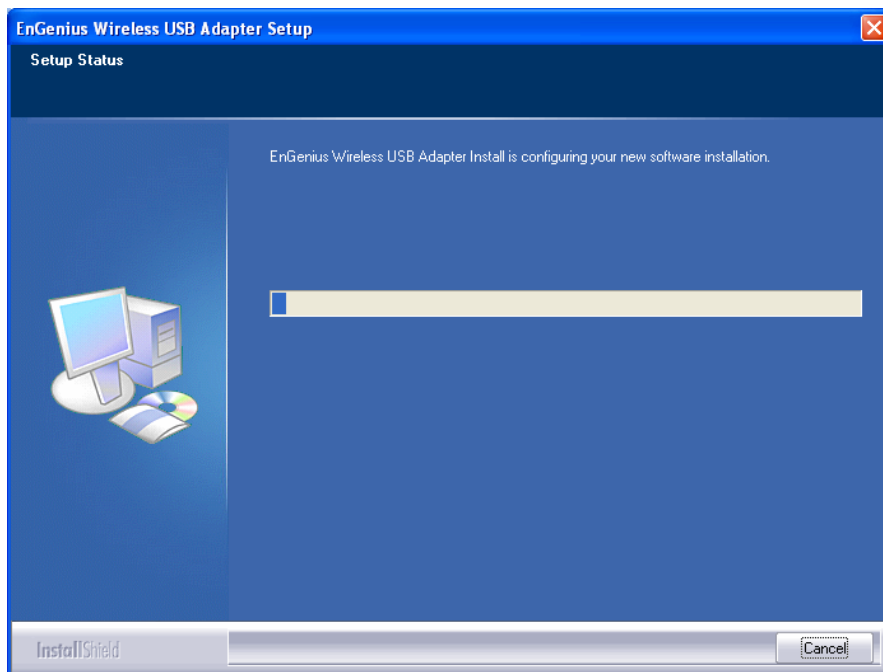 EnGenius Wireless USB Adapter Setup
Setup Status
EnGenius Wireless USB Adapter Install is configuring your new software installation.
InstallShield
Cancel